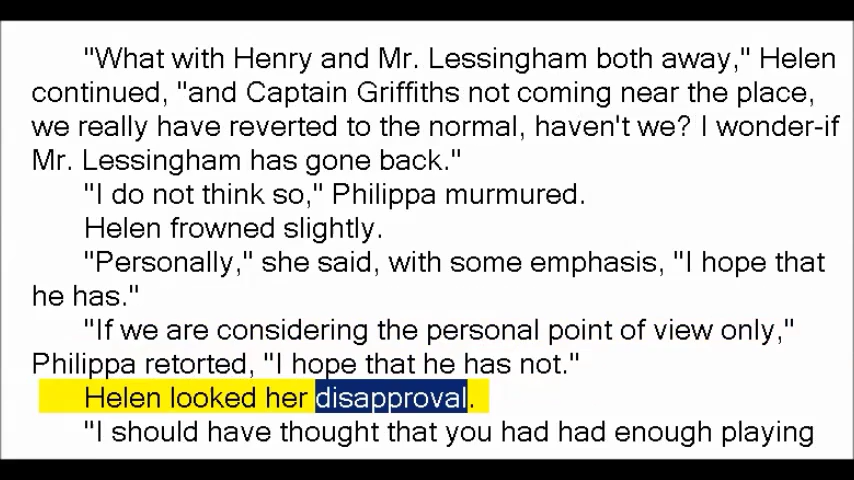 "What with Henry and Mr. Lessingham both away," Helen
continued, "and Captain Griffiths not coming near the place,
we really have reverted to the normal, haven't we? I wonder-if
Mr. Lessingham has gone back."
"I do not think so," Philippa murmured.
Helen frowned slightly.
"Personally," she said, with some emphasis, "I hope that
he has."
"If we are considering the personal point of view only,"
Philippa retorted, "I hope that he has not."
Helen looked her disapproval.
"I should have thought that you had had enough playing